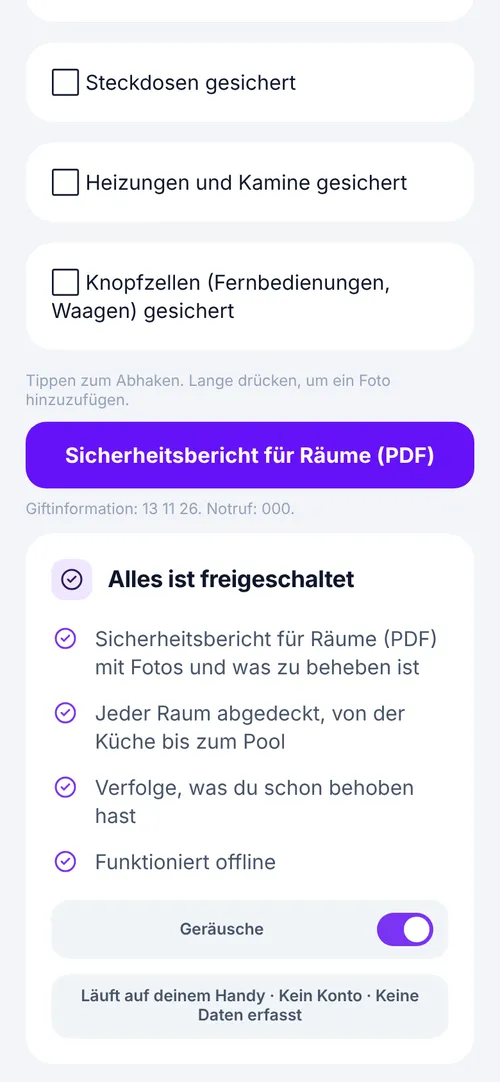 Steckdosen gesichert
Heizungen und Kamine gesichert
Knopfzellen (Fernbedienungen,
Waagen) gesichert
Tippen zum Abhaken. Lange drücken, um ein Foto
hinzuzufügen.
Sicherheitsbericht für Räume (PDF)
Giftinformation: 13 11 26. Notruf: 000.
Alles ist freigeschaltet
Sicherheitsbericht für Räume (PDF)
mit Fotos und was zu beheben ist
Jeder Raum abgedeckt, von der
Küche bis zum Pool
Verfolge, was du schon behoben
hast
Funktioniert offline
Geräusche
Läuft auf deinem Handy · Kein Konto · Keine
Daten erfasst